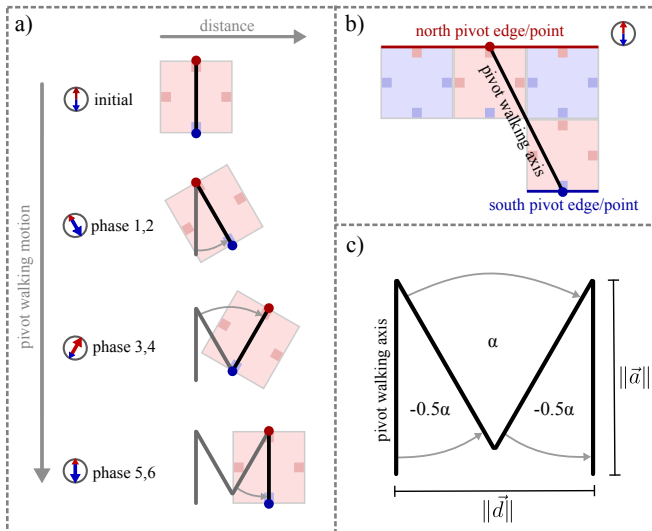 a)
distance
pivot walking motion
initial
phase 1,2
phase 3,4
phase 5,6
b)
north pivot edge/point
pivot walking axis
south pivot edge/point
c)
pivot walking axis
α
-0.5α
-0.5α
||a⃗||
||d⃗||